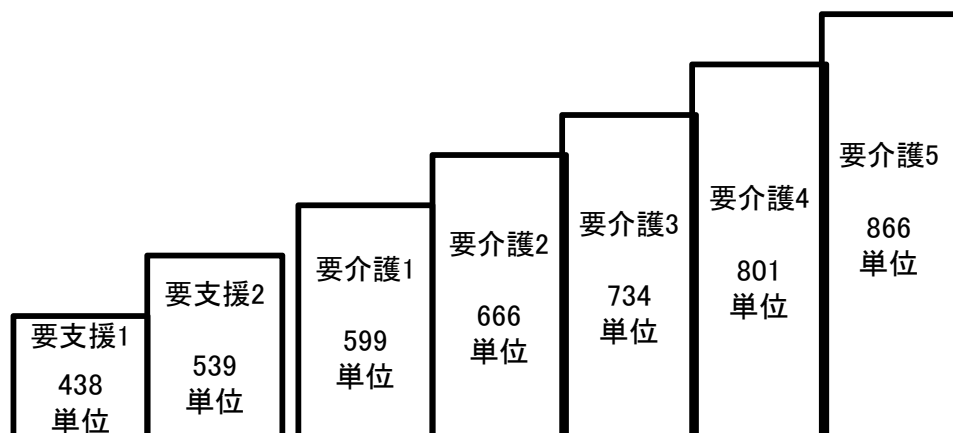 要支援1
438
単位
要支援2
539
単位
要介護1
599
単位
要介護2
666
単位
要介護3
734
単位
要介護4
801
単位
要介護5
866
単位